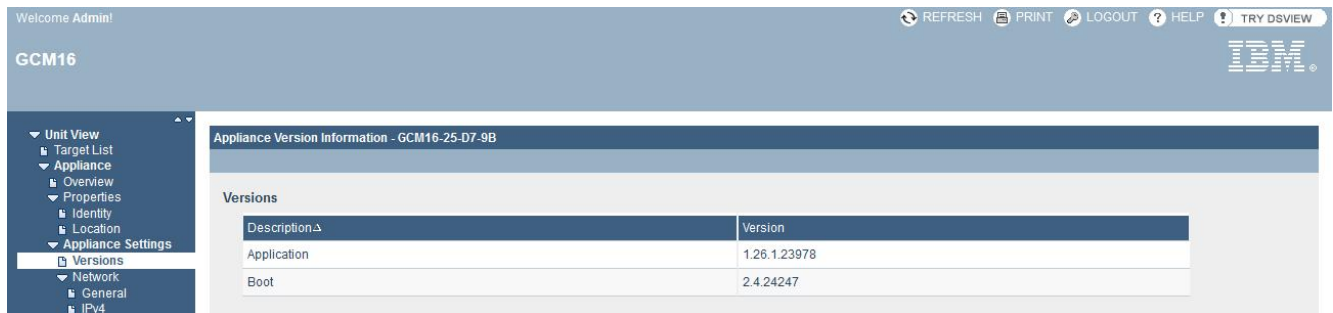 Welcome Admin! REFRESH PRINT LOGOUT ? HELP ! TRY DSVIEW
GCM16 IBM®
Unit View
Target List
Appliance
Overview
Properties
Identity
Location
Appliance Settings
Versions
Network
General
IPv4
Appliance Version Information - GCM16-25-D7-9B
Versions
Description Version
Application 1.26.1.23978
Boot 2.4.24247